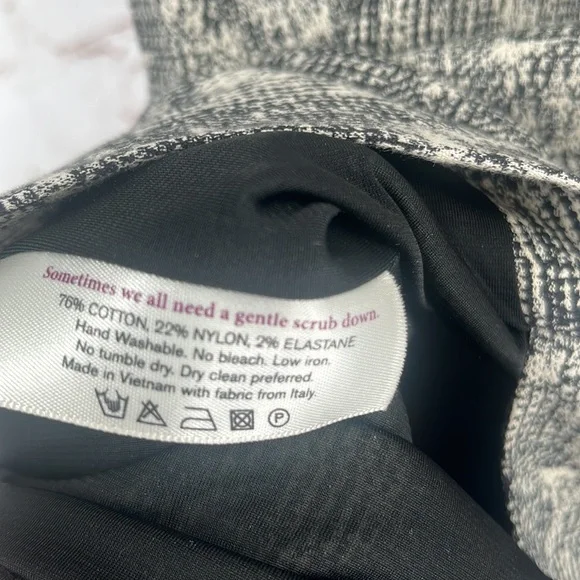 Sometimes we all need a gentle scrub down.
76% COTTON, 22% NYLON, 2% ELASTANE
Hand Washable. No bleach. Low iron.
No tumble dry. Dry clean preferred.
Made in Vietnam with fabric from Italy.
P